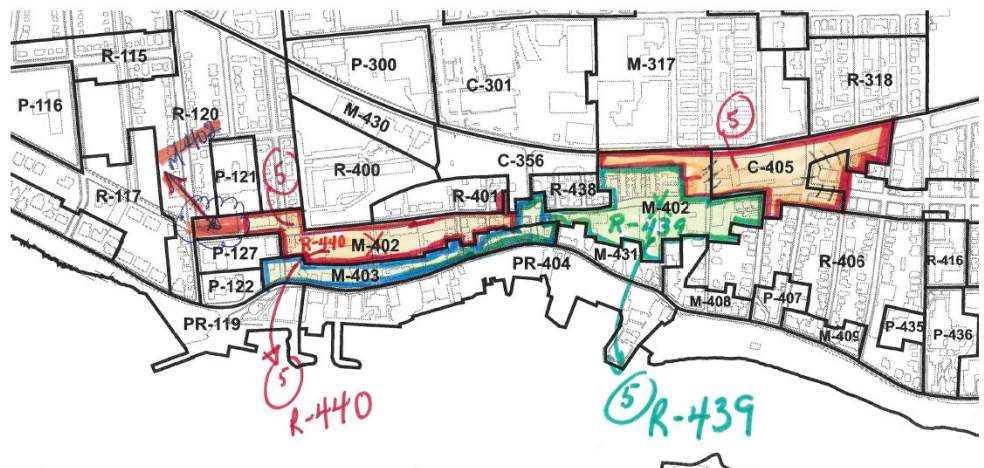 R-115
P-300
C-301
M-317
R-318
P-116
R-120
M-430
M-402
P-121
5
R-400
C-356
5
C-405
R-117
R-401
R-438
M-402
R-439
R-440
M-402
P-127
M-431
R-406
R-416
M-403
PR-404
P-122
M-408
P-407
PR-119
M-409
P-435
P-436
5
R-440
5
R-439